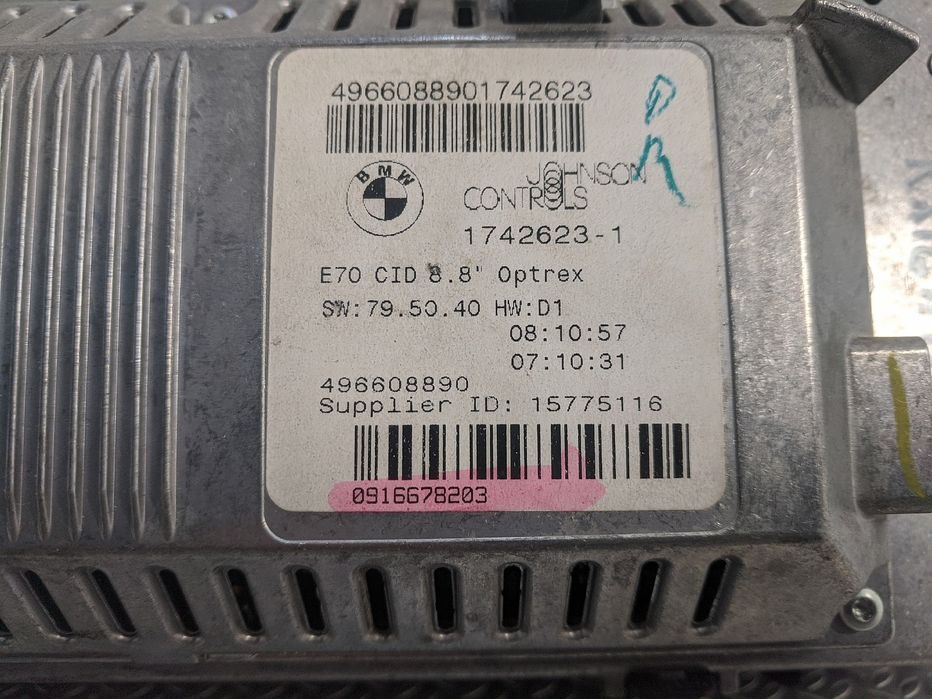 4966088901742623
BMW
JOHNSON
CONTROLS
1742623-1
E70 CID 8.8" Optrex
SW:79.50.40 HW:D1
08:10:57
07:10:31
496608890
Supplier ID: 15775116
0916678203